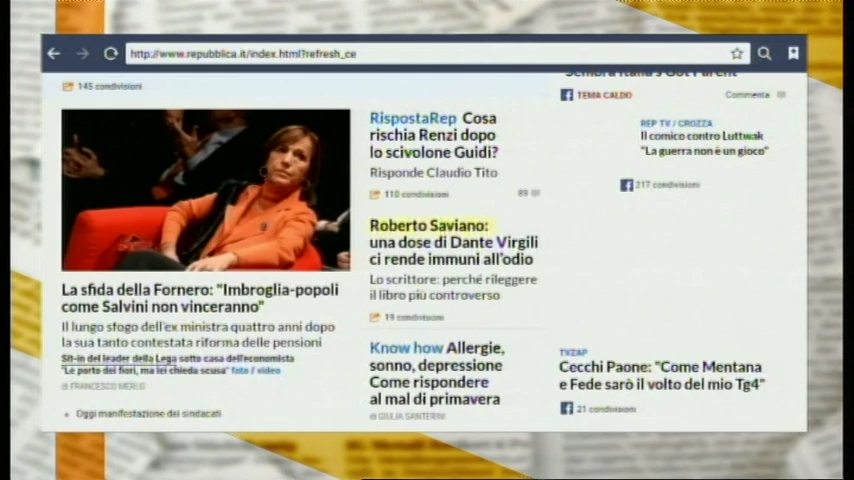 http://www.repubblica.it/index.html?refresh_ce
145 condivisioni
La sfida della Fornero: "Imbroglia-popoli
come Salvini non vinceranno"
Il lungo sfogo dell'ex ministra quattro anni dopo
la sua tanto contestata riforma delle pensioni
Sit-in del leader della Lega sotto casa dell'economista
"Le porto dei fiori, ma lei chieda scusa" foto / video
di FRANCESCO MERLO
Oggi manifestazione dei sindacati
RispostaRep Cosa
rischia Renzi dopo
lo scivolone Guidi?
Risponde Claudio Tito
110 condivisioni 89
Roberto Saviano:
una dose di Dante Virgili
ci rende immuni all'odio
Lo scrittore: perché rileggere
il libro più controverso
19 condivisioni
Know how Allergie,
sonno, depressione
Come rispondere
al mal di primavera
di GIULIA SANTERINI
Sembra Italia's Got Parent
TEMA CALDO Commenta
REP TV / CROZZA
Il comico contro Luttwak
"La guerra non è un gioco"
217 condivisioni
TVZAP
Cecchi Paone: "Come Mentana
e Fede sarò il volto del mio Tg4"
21 condivisioni